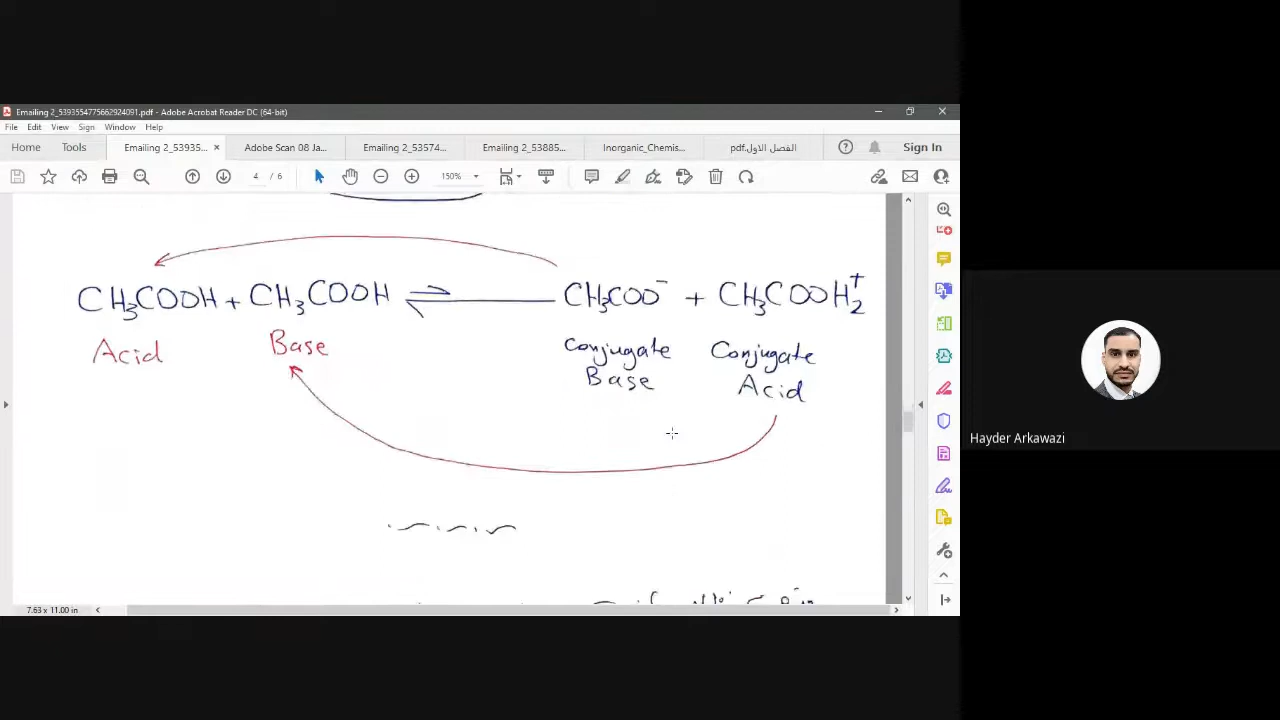 Emailing 2_5393554775662924091.pdf - Adobe Acrobat Reader DC (64-bit)
File Edit View Sign Window Help
Home Tools Emailing 2_53935... × Adobe Scan 08 Ja... Emailing 2_53574... Emailing 2_53885... Inorganic_Chemis... الفصل الاول.pdf Sign In
4 / 6 150%
CH₃COOH + CH₃COOH ⇌ CH₃COO⁻ + CH₃COOH₂⁺
Acid Base Conjugate Base Conjugate Acid
Hayder Arkawazi
7.63 x 11.00 in